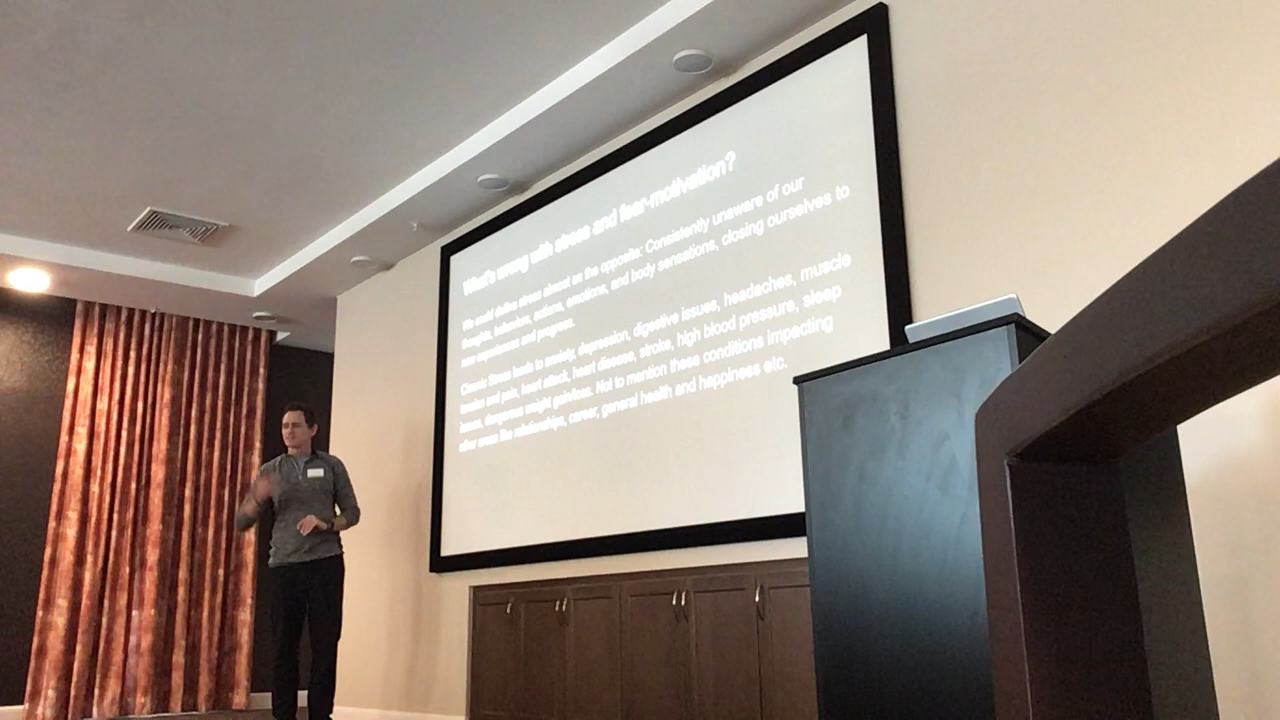 What's wrong with stress and fear-motivation?
We could define stress almost as the opposite: Consistently unaware of our
thoughts, behaviors, actions, emotions, and body sensations, closing ourselves to
new experiences and progress.
Classic Stress leads to anxiety, depression, digestive issues, headaches, muscle
tension and pain, heart attack, heart disease, stroke, high blood pressure, sleep
issues, dangerous weight gain/loss. Not to mention these conditions impacting
other areas like relationships, career, general health and happiness etc.